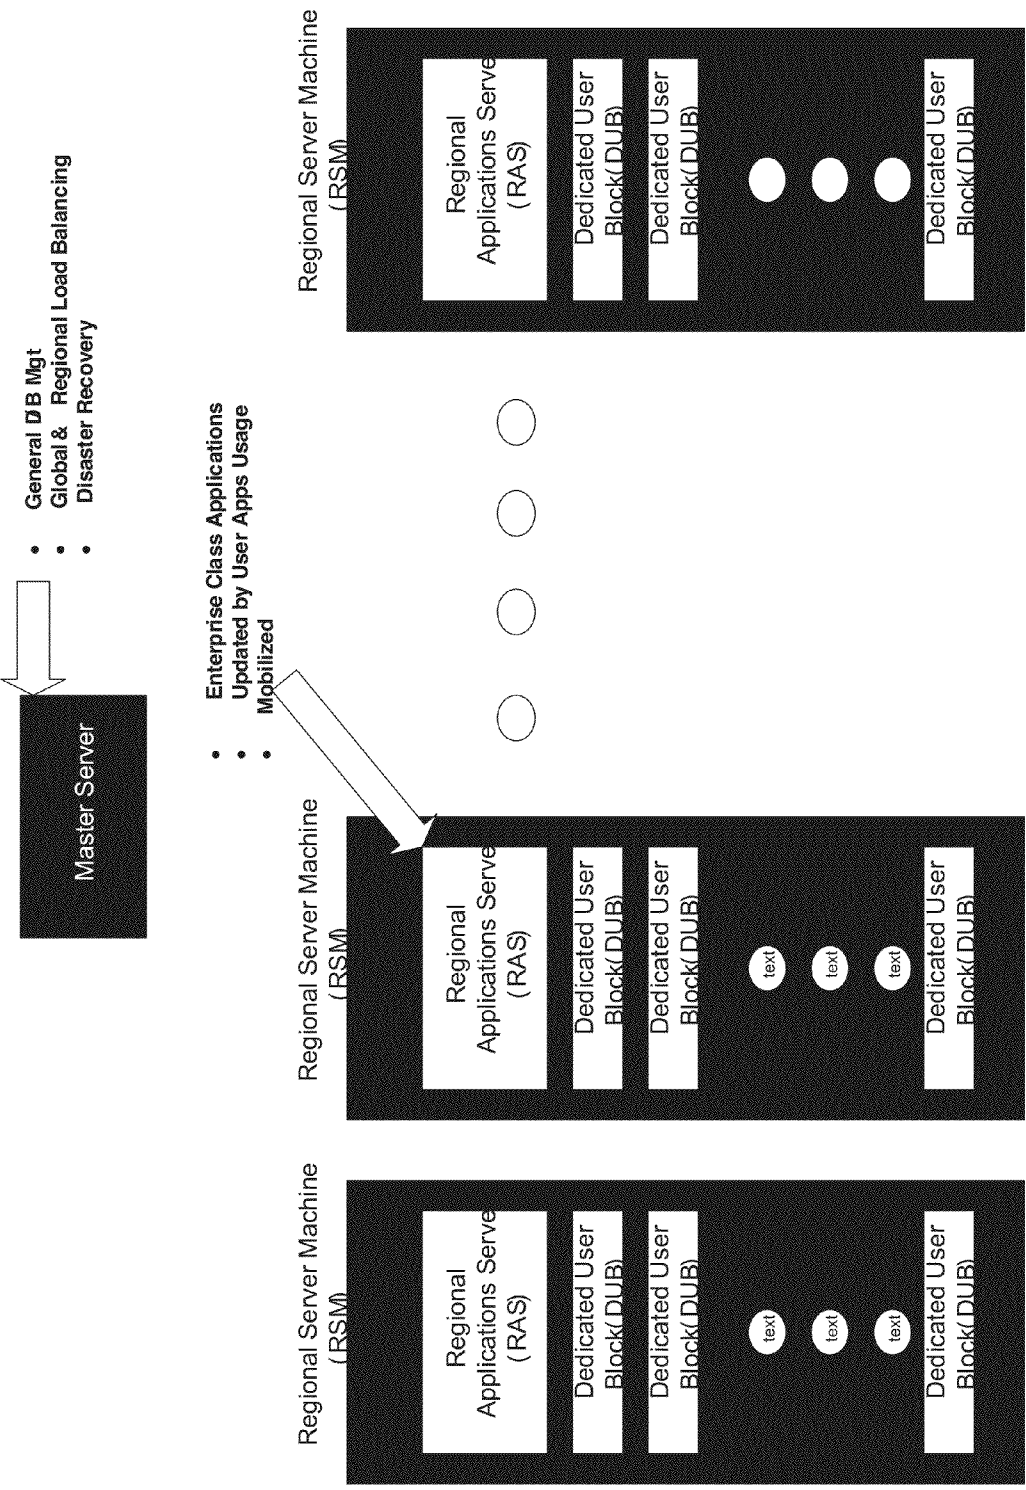 Master Server
• General D/B Mgt
• Global & Regional Load Balancing
• Disaster Recovery
• Enterprise Class Applications
• Updated by User Apps Usage
• Mobilized
Regional Server Machine
(RSM)
Regional
Applications Serve
(RAS)
Dedicated User
Block(DUB)
Dedicated User
Block(DUB)
text
text
text
Dedicated User
Block(DUB)
Regional Server Machine
(RSM)
Regional
Applications Serve
(RAS)
Dedicated User
Block(DUB)
Dedicated User
Block(DUB)
text
text
text
Dedicated User
Block(DUB)
Regional Server Machine
(RSM)
Regional
Applications Serve
(RAS)
Dedicated User
Block(DUB)
Dedicated User
Block(DUB)
Dedicated User
Block(DUB)